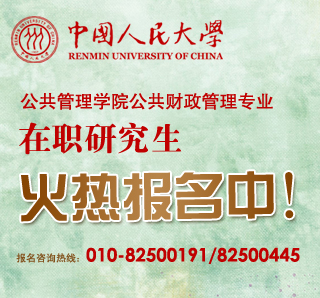 中國人民大學
RENMIN UNIVERSITY OF CHINA
公共管理学院公共财政管理专业
在职研究生
火热报名中!
报名咨询热线：010-82500191/82500445